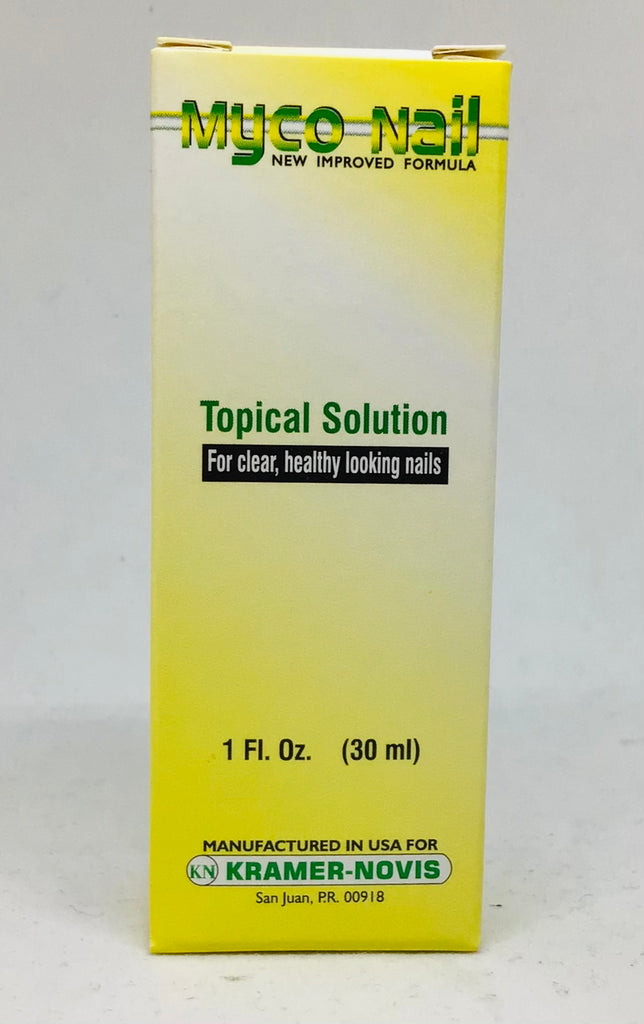 Myco Nail
NEW IMPROVED FORMULA
Topical Solution
For clear, healthy looking nails
1 Fl. Oz. (30 ml)
MANUFACTURED IN USA FOR
KN KRAMER-NOVIS
San Juan, P.R. 00918